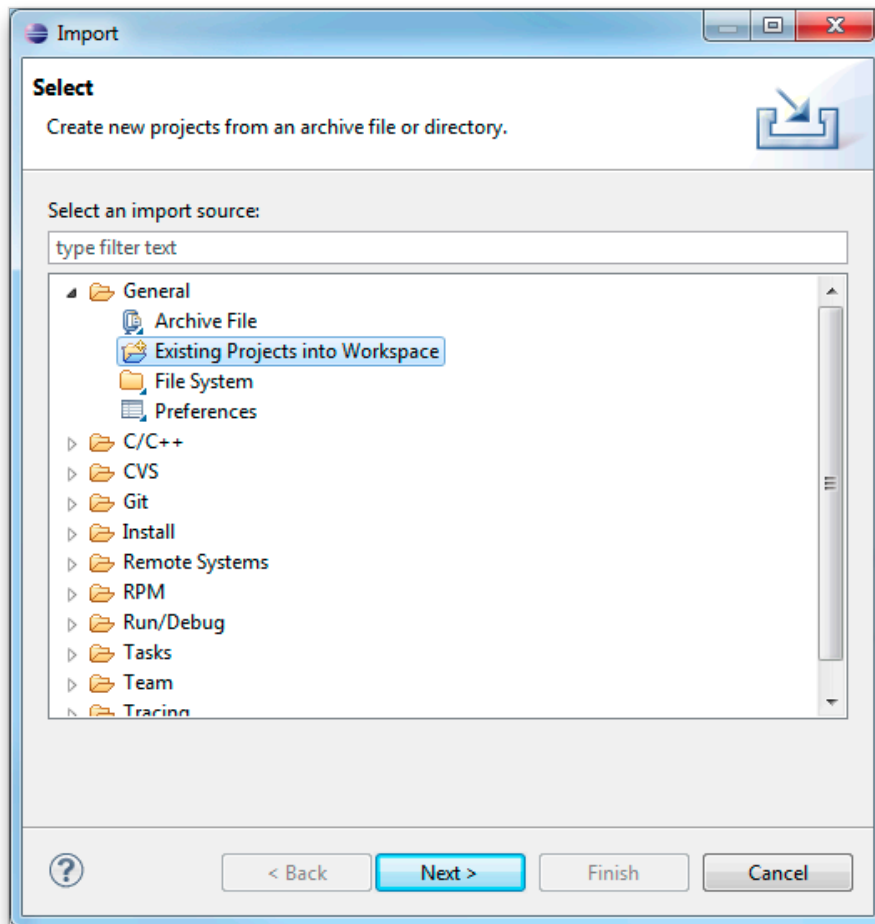 Import
Select
Create new projects from an archive file or directory.
Select an import source:
type filter text
General
Archive File
Existing Projects into Workspace
File System
Preferences
C/C++
CVS
Git
Install
Remote Systems
RPM
Run/Debug
Tasks
Team
Tracing
?
< Back
Next >
Finish
Cancel